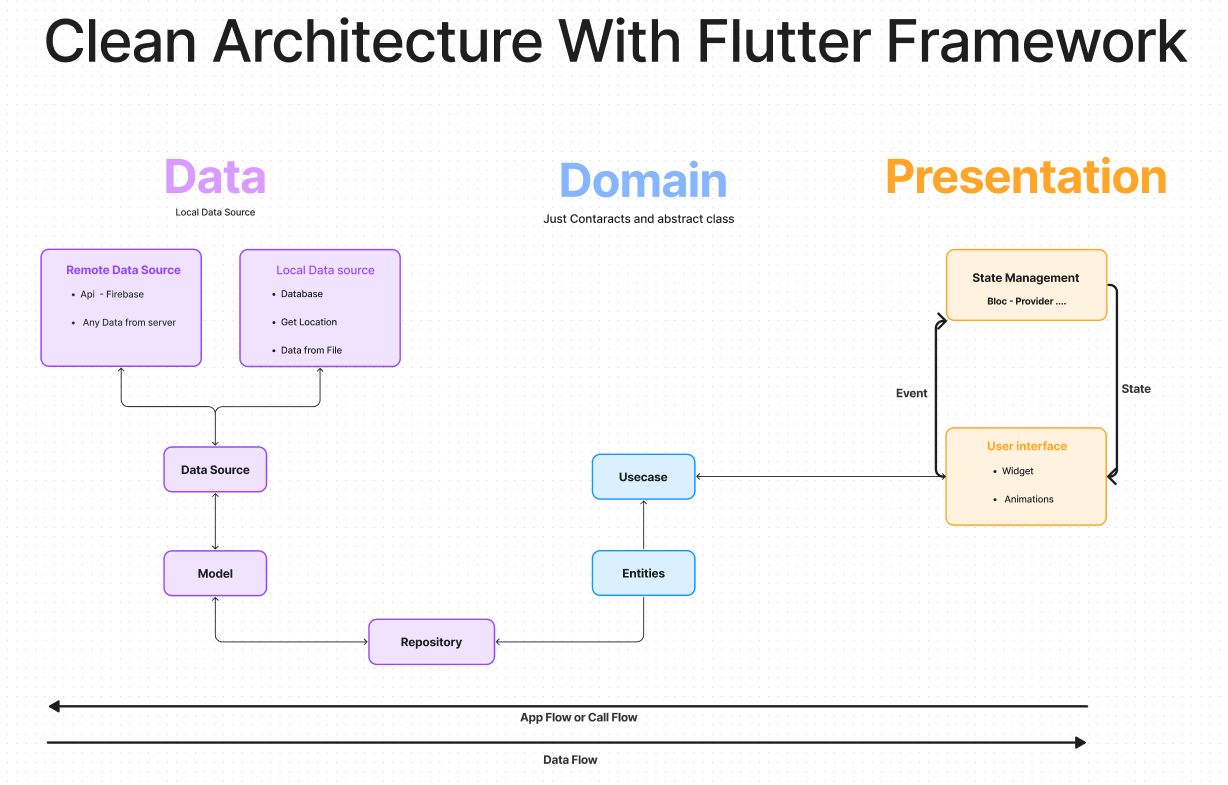 Clean Architecture With Flutter Framework
Data
Local Data Source
Domain
Just Contaracts and abstract class
Presentation
Remote Data Source
• Api - Firebase
• Any Data from server
Local Data source
• Database
• Get Location
• Data from File
State Management
Bloc - Provider ....
Event
State
User interface
• Widget
• Animations
Data Source
Usecase
Model
Entities
Repository
App Flow or Call Flow
Data Flow